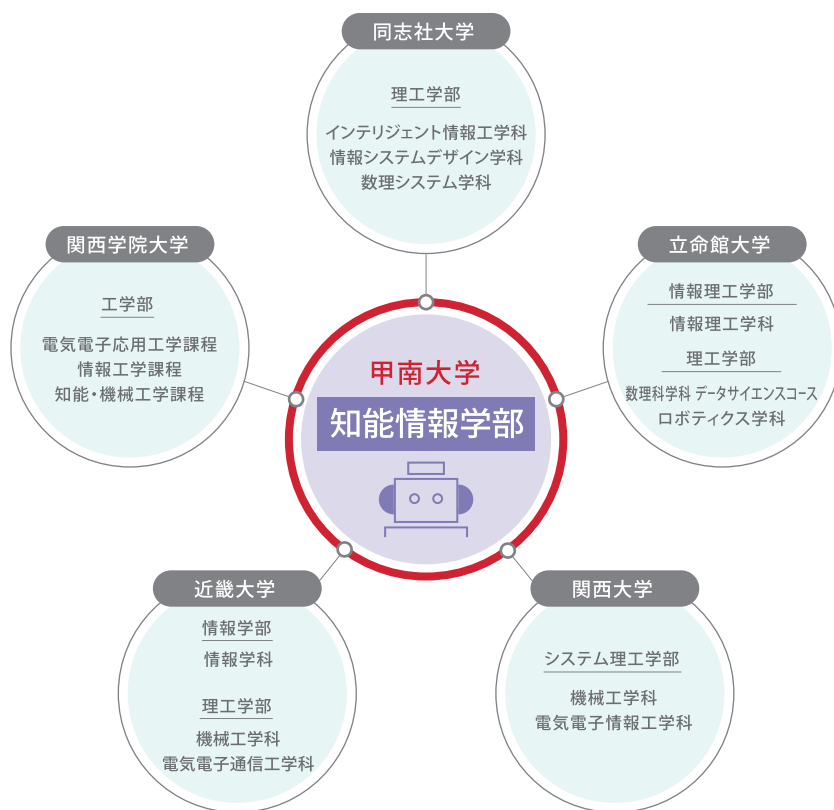 同志社大学
理工学部
インテリジェント情報工学科
情報システムデザイン学科
数理システム学科
関西学院大学
工学部
電気電子応用工学課程
情報工学課程
知能・機械工学課程
立命館大学
情報理工学部
情報理工学科
理工学部
数理科学科 データサイエンスコース
ロボティクス学科
甲南大学
知能情報学部
近畿大学
情報学部
情報学科
理工学部
機械工学科
電気電子通信工学科
関西大学
システム理工学部
機械工学科
電気電子情報工学科